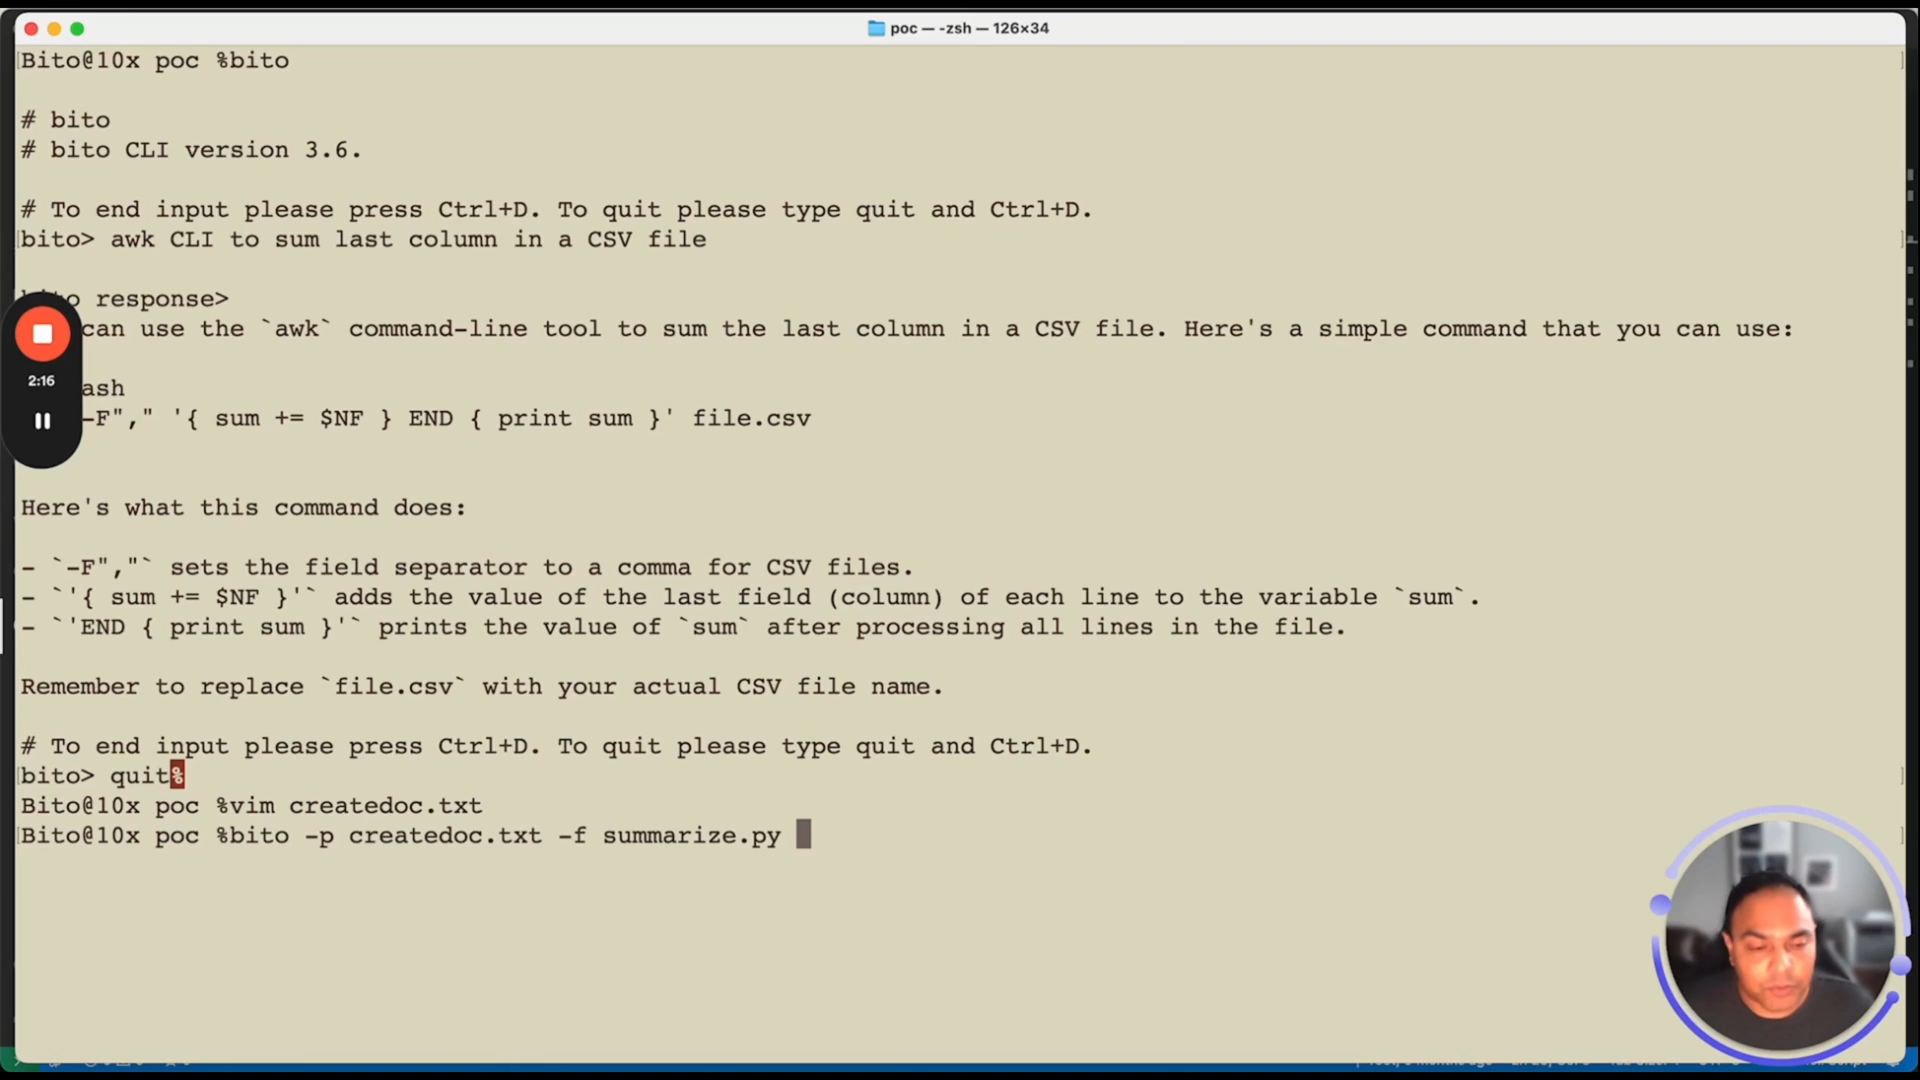 poc — -zsh — 126×34
Bito@10x poc %bito
# bito
# bito CLI version 3.6.
# To end input please press Ctrl+D. To quit please type quit and Ctrl+D.
bito> awk CLI to sum last column in a CSV file
response>
can use the `awk` command-line tool to sum the last column in a CSV file. Here's a simple command that you can use:
ash
-F"," '{ sum += $NF } END { print sum }' file.csv
2:16
Here's what this command does:
- `-F","` sets the field separator to a comma for CSV files.
- `'{ sum += $NF }'` adds the value of the last field (column) of each line to the variable `sum`.
- `'END { print sum }'` prints the value of `sum` after processing all lines in the file.
Remember to replace `file.csv` with your actual CSV file name.
# To end input please press Ctrl+D. To quit please type quit and Ctrl+D.
bito> quit%
Bito@10x poc %vim createdoc.txt
Bito@10x poc %bito -p createdoc.txt -f summarize.py